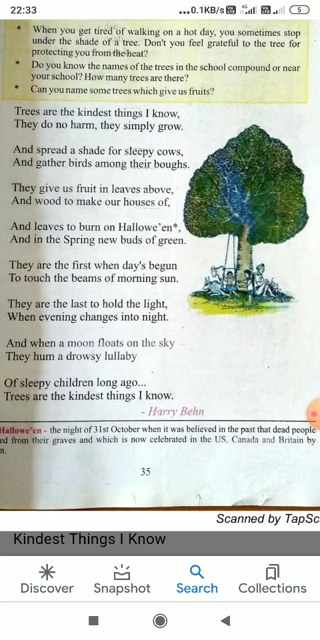 22:33
...0.1KB/s
5
* When you get tired of walking on a hot day, you sometimes stop
under the shade of a tree. Don't you feel grateful to the tree for
protecting you from the heat?
* Do you know the names of the trees in the school compound or near
your school? How many trees are there?
* Can you name some trees which give us fruits?
Trees are the kindest things I know,
They do no harm, they simply grow.
And spread a shade for sleepy cows,
And gather birds among their boughs.
They give us fruit in leaves above,
And wood to make our houses of,
And leaves to burn on Hallowe'en*,
And in the Spring new buds of green.
They are the first when day's begun
To touch the beams of morning sun.
They are the last to hold the light,
When evening changes into night.
And when a moon floats on the sky
They hum a drowsy lullaby
Of sleepy children long ago...
Trees are the kindest things I know.
- Harry Behn
Hallowe'en - the night of 31st October when it was believed in the past that dead people
ed from their graves and which is now celebrated in the US, Canada and Britain by
n.
35
Scanned by TapSc
Kindest Things I Know
Discover Snapshot Search Collections